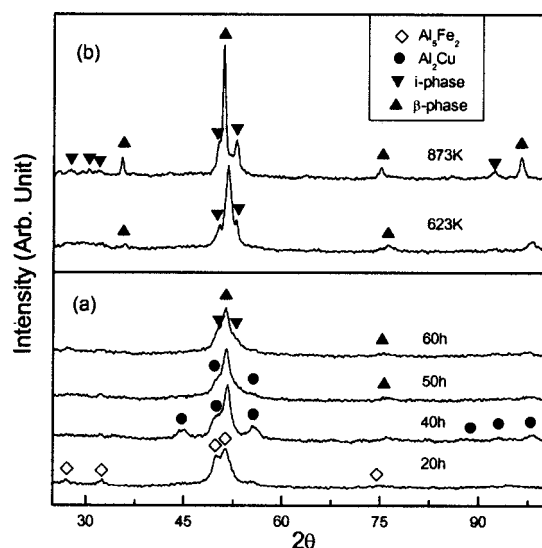 (b)
Al₅Fe₂
Al₂Cu
i-phase
β-phase
873K
623K
Intensity (Arb. Unit)
(a)
60h
50h
40h
20h
30 45 60 75 90
2θ